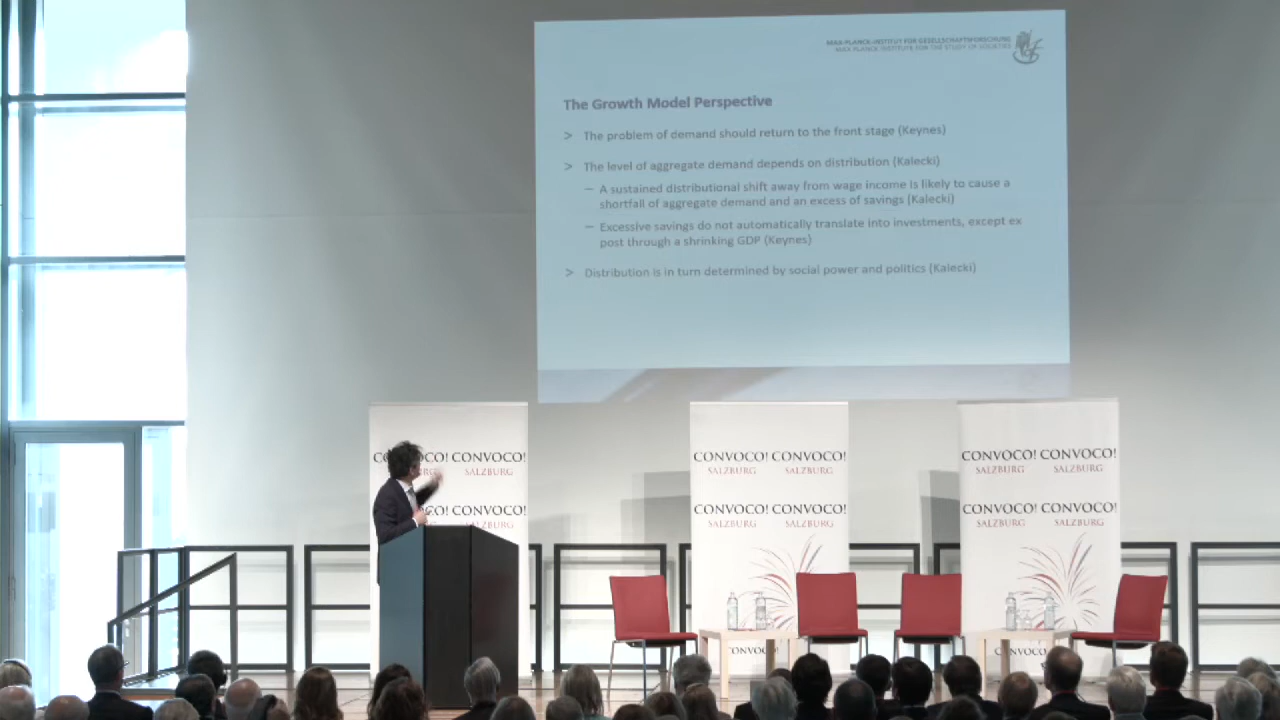 MAX-PLANCK-INSTITUT FÜR GESELLSCHAFTSFORSCHUNG
MAX PLANCK INSTITUTE FOR THE STUDY OF SOCIETIES
The Growth Model Perspective
> The problem of demand should return to the front stage (Keynes)
> The level of aggregate demand depends on distribution (Kalecki)
– A sustained distributional shift away from wage income is likely to cause a
shortfall of aggregate demand and an excess of savings (Kalecki)
– Excessive savings do not automatically translate into investments, except ex
post through a shrinking GDP (Keynes)
> Distribution is in turn determined by social power and politics (Kalecki)
CONVOCO!
SALZBURG
CONVOCO!
SALZBURG
CONVOCO! CONVOCO!
SALZBURG SALZBURG
CONVOCO! CONVOCO!
SALZBURG SALZBURG
CONVOCO! CONVOCO!
SALZBURG SALZBURG
CONVOCO! CONVOCO!
SALZBURG SALZBURG